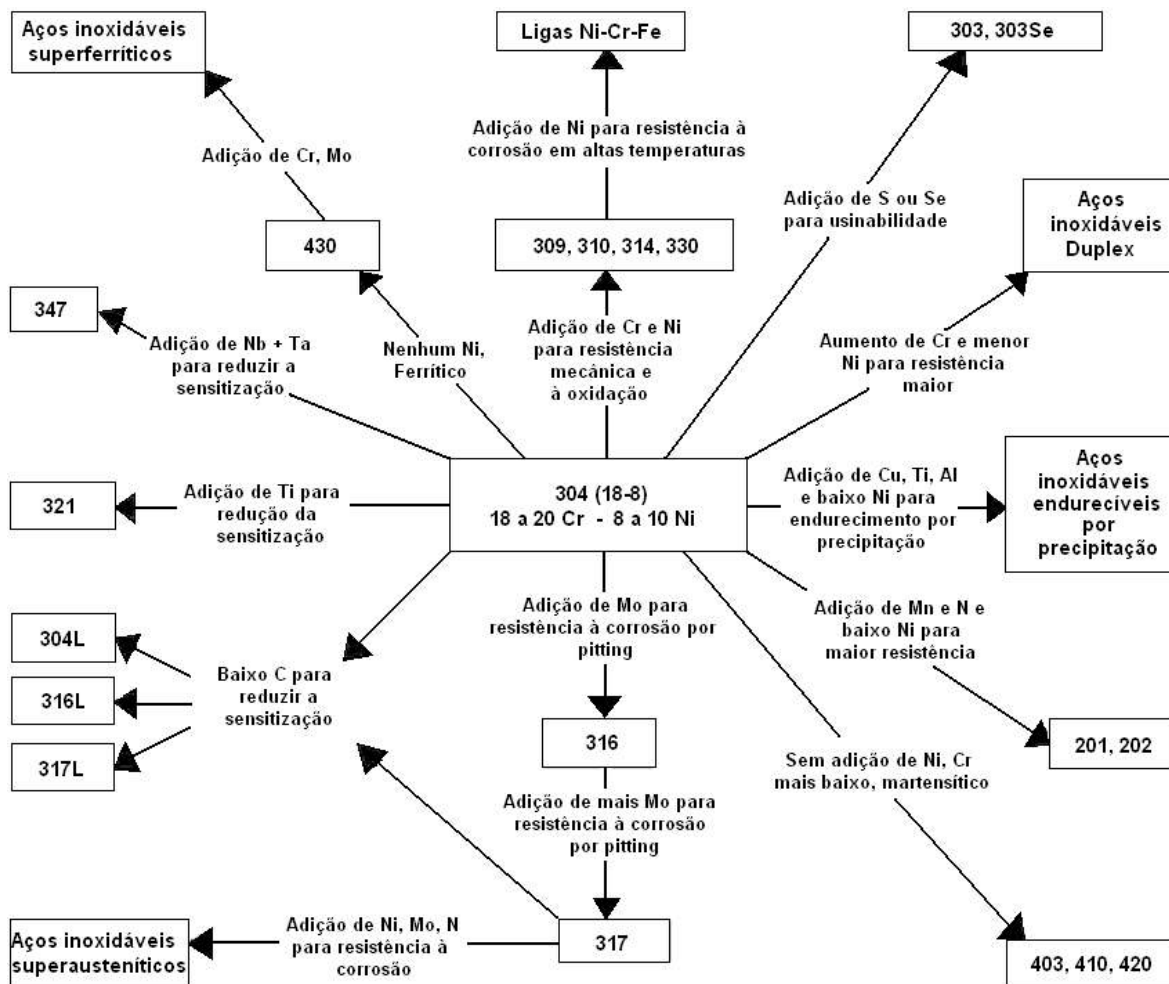 Aços inoxidáveis
superferríticos
Ligas Ni-Cr-Fe
303, 303Se
Adição de Ni para resistência à
corrosão em altas temperaturas
Adição de Cr, Mo
Adição de S ou Se
para usinabilidade
Aços
inoxidáveis
Duplex
430
309, 310, 314, 330
347
Adição de Nb + Ta
para reduzir a
sensitização
Nenhum Ni,
Ferrítico
Adição de Cr e Ni
para resistência
mecânica e
à oxidação
Aumento de Cr e menor
Ni para resistência
maior
321
Adição de Ti para
redução da
sensitização
304 (18-8)
18 a 20 Cr - 8 a 10 Ni
Adição de Cu, Ti, Al
e baixo Ni para
endurecimento por
precipitação
Aços
inoxidáveis
endurecíveis
por
precipitação
304L
316L
317L
Baixo C para
reduzir a
sensitização
Adição de Mo para
resistência à corrosão por
pitting
Adição de Mn e N e
baixo Ni para
maior resistência
316
201, 202
Sem adição de Ni, Cr
mais baixo, martensítico
Adição de mais Mo para
resistência à corrosão
por pitting
Aços inoxidáveis
superausteníticos
Adição de Ni, Mo, N
para resistência à
corrosão
317
403, 410, 420